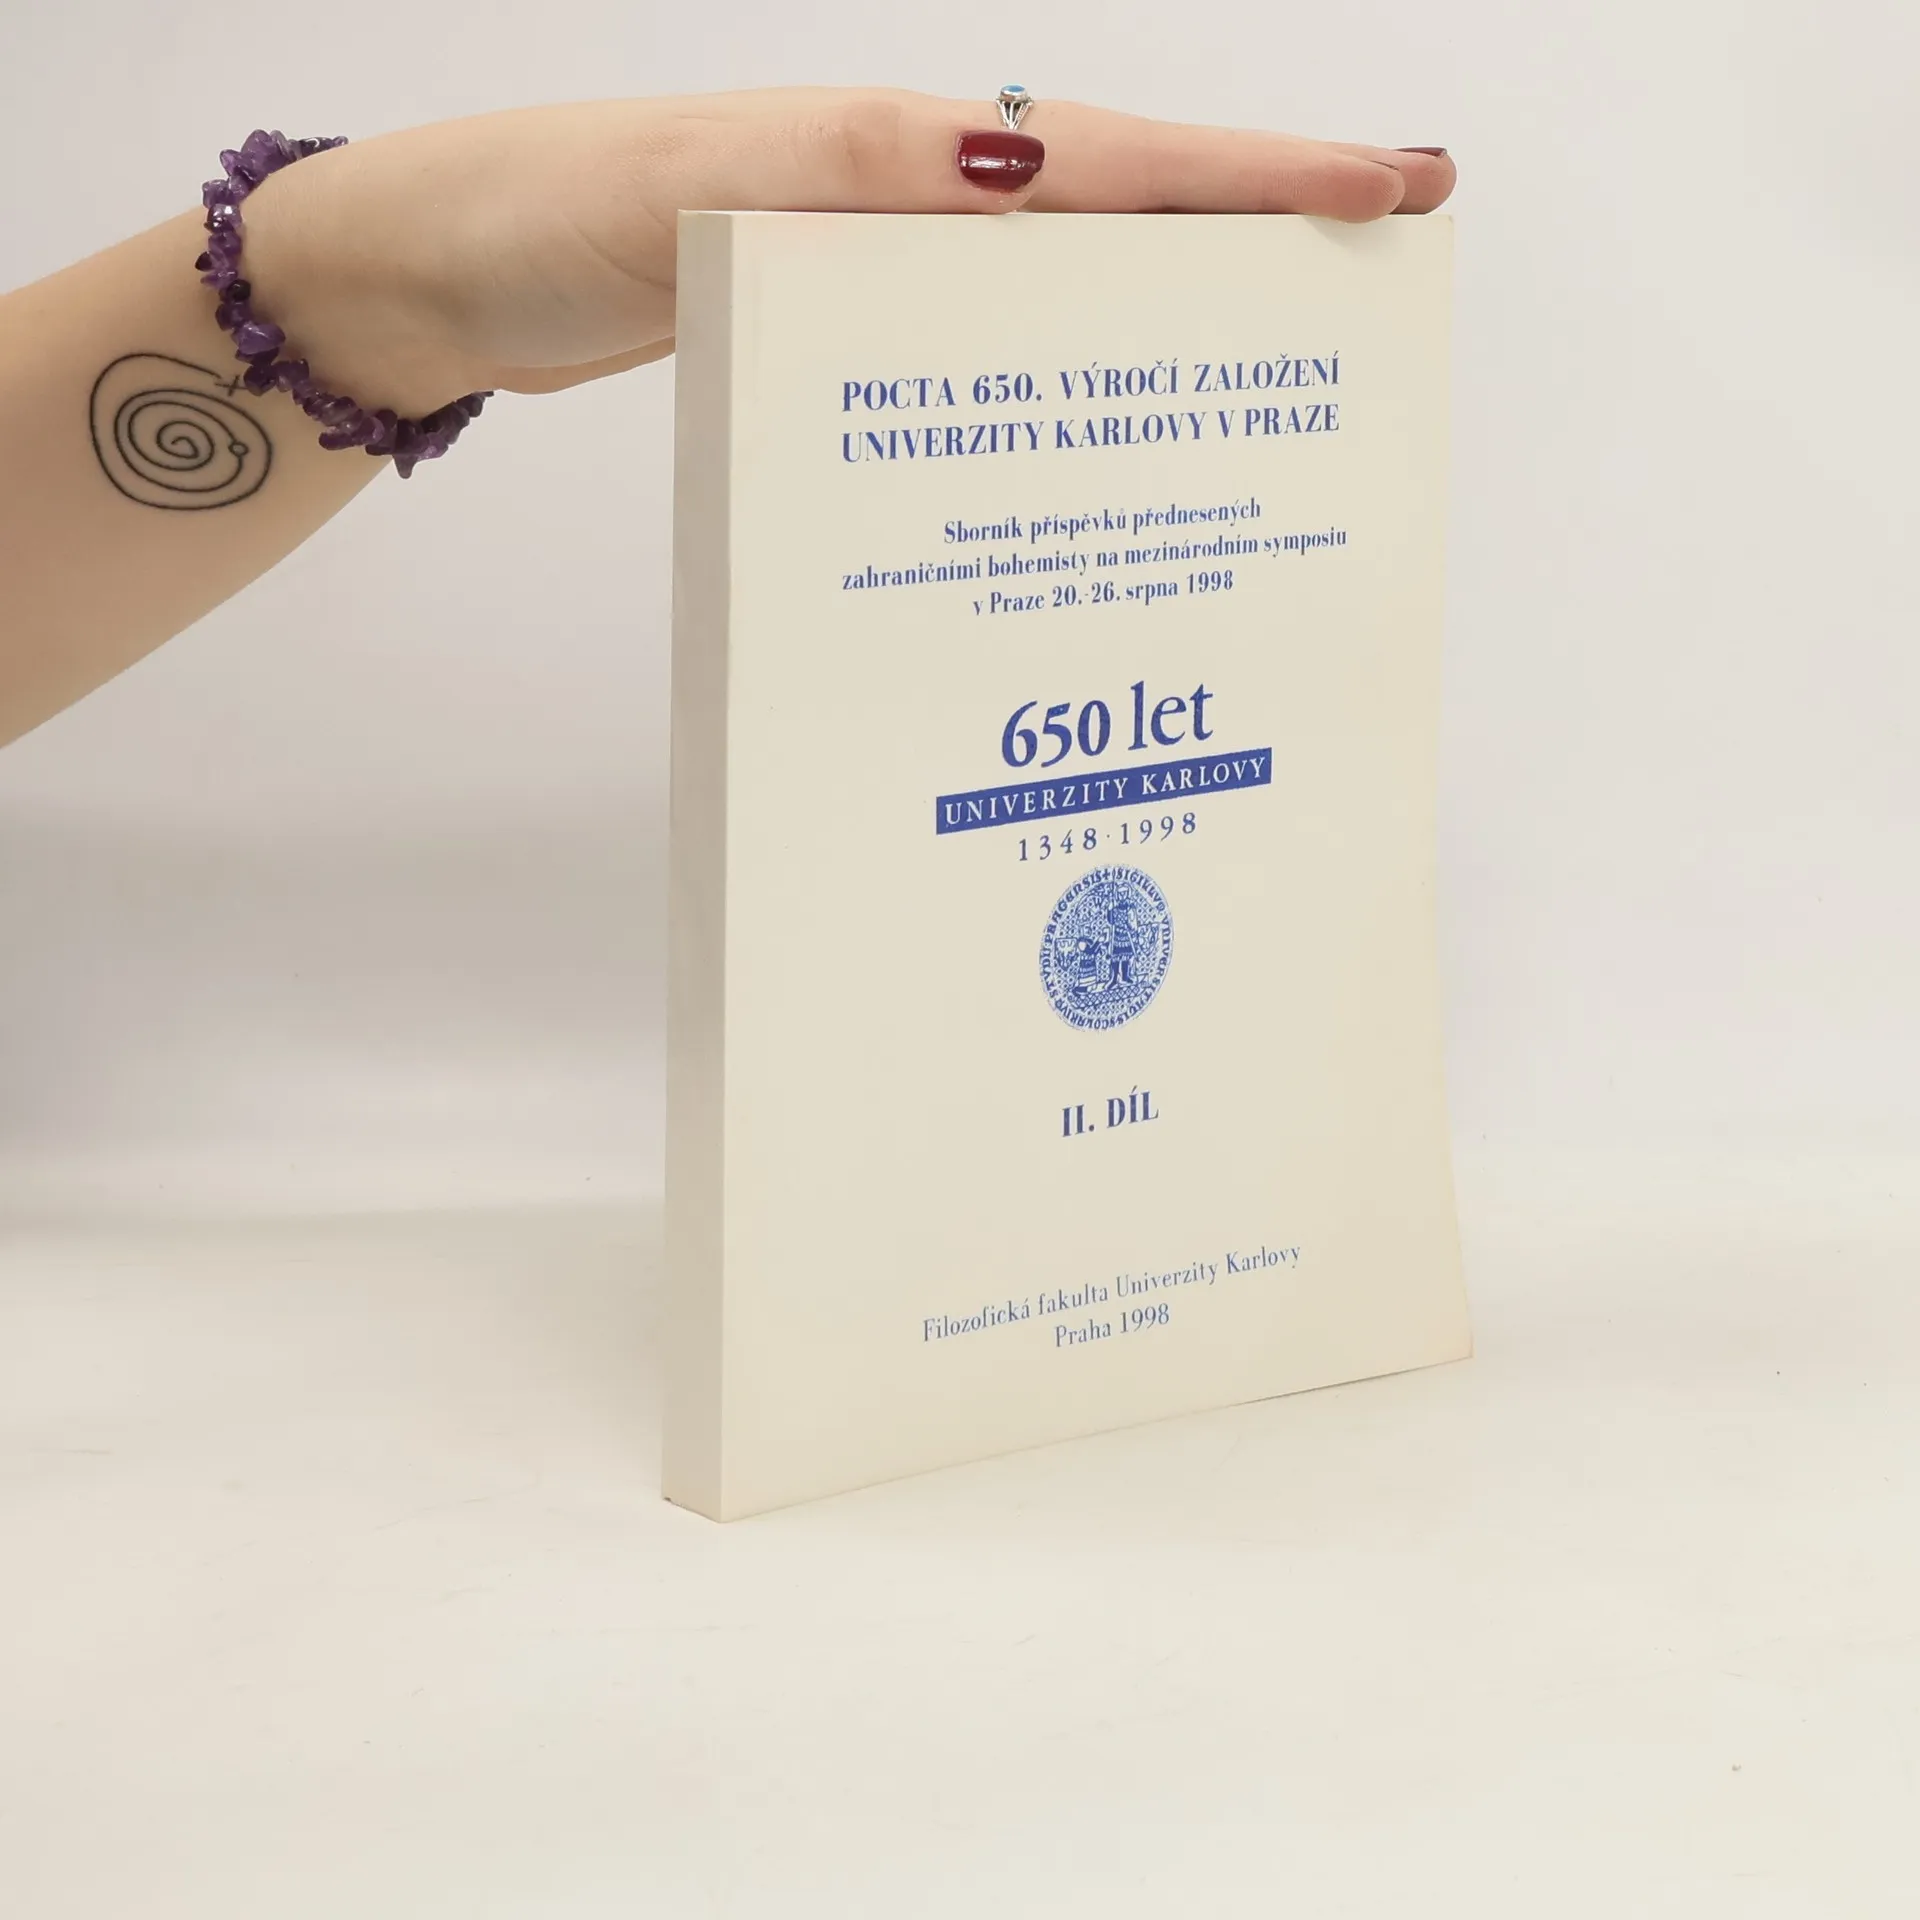 POCTA 650. VÝROČÍ ZALOŽENÍ
UNIVERZITY KARLOVY V PRAZE
Sborník příspěvků přednesených
zahraničními bohemisty na mezinárodním symposiu
v Praze 20.-26. srpna 1998
650 let
UNIVERZITY KARLOVY
1348·1998
II. DÍL
Filozofická fakulta Univerzity Karlovy
Praha 1998